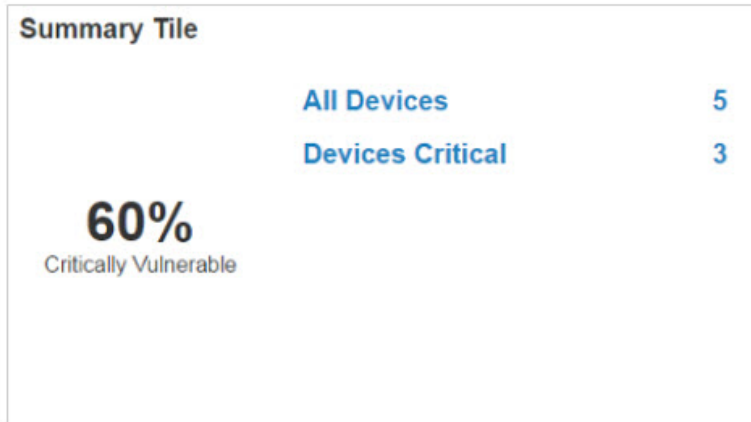 Summary Tile
All Devices 5
Devices Critical 3
60%
Critically Vulnerable